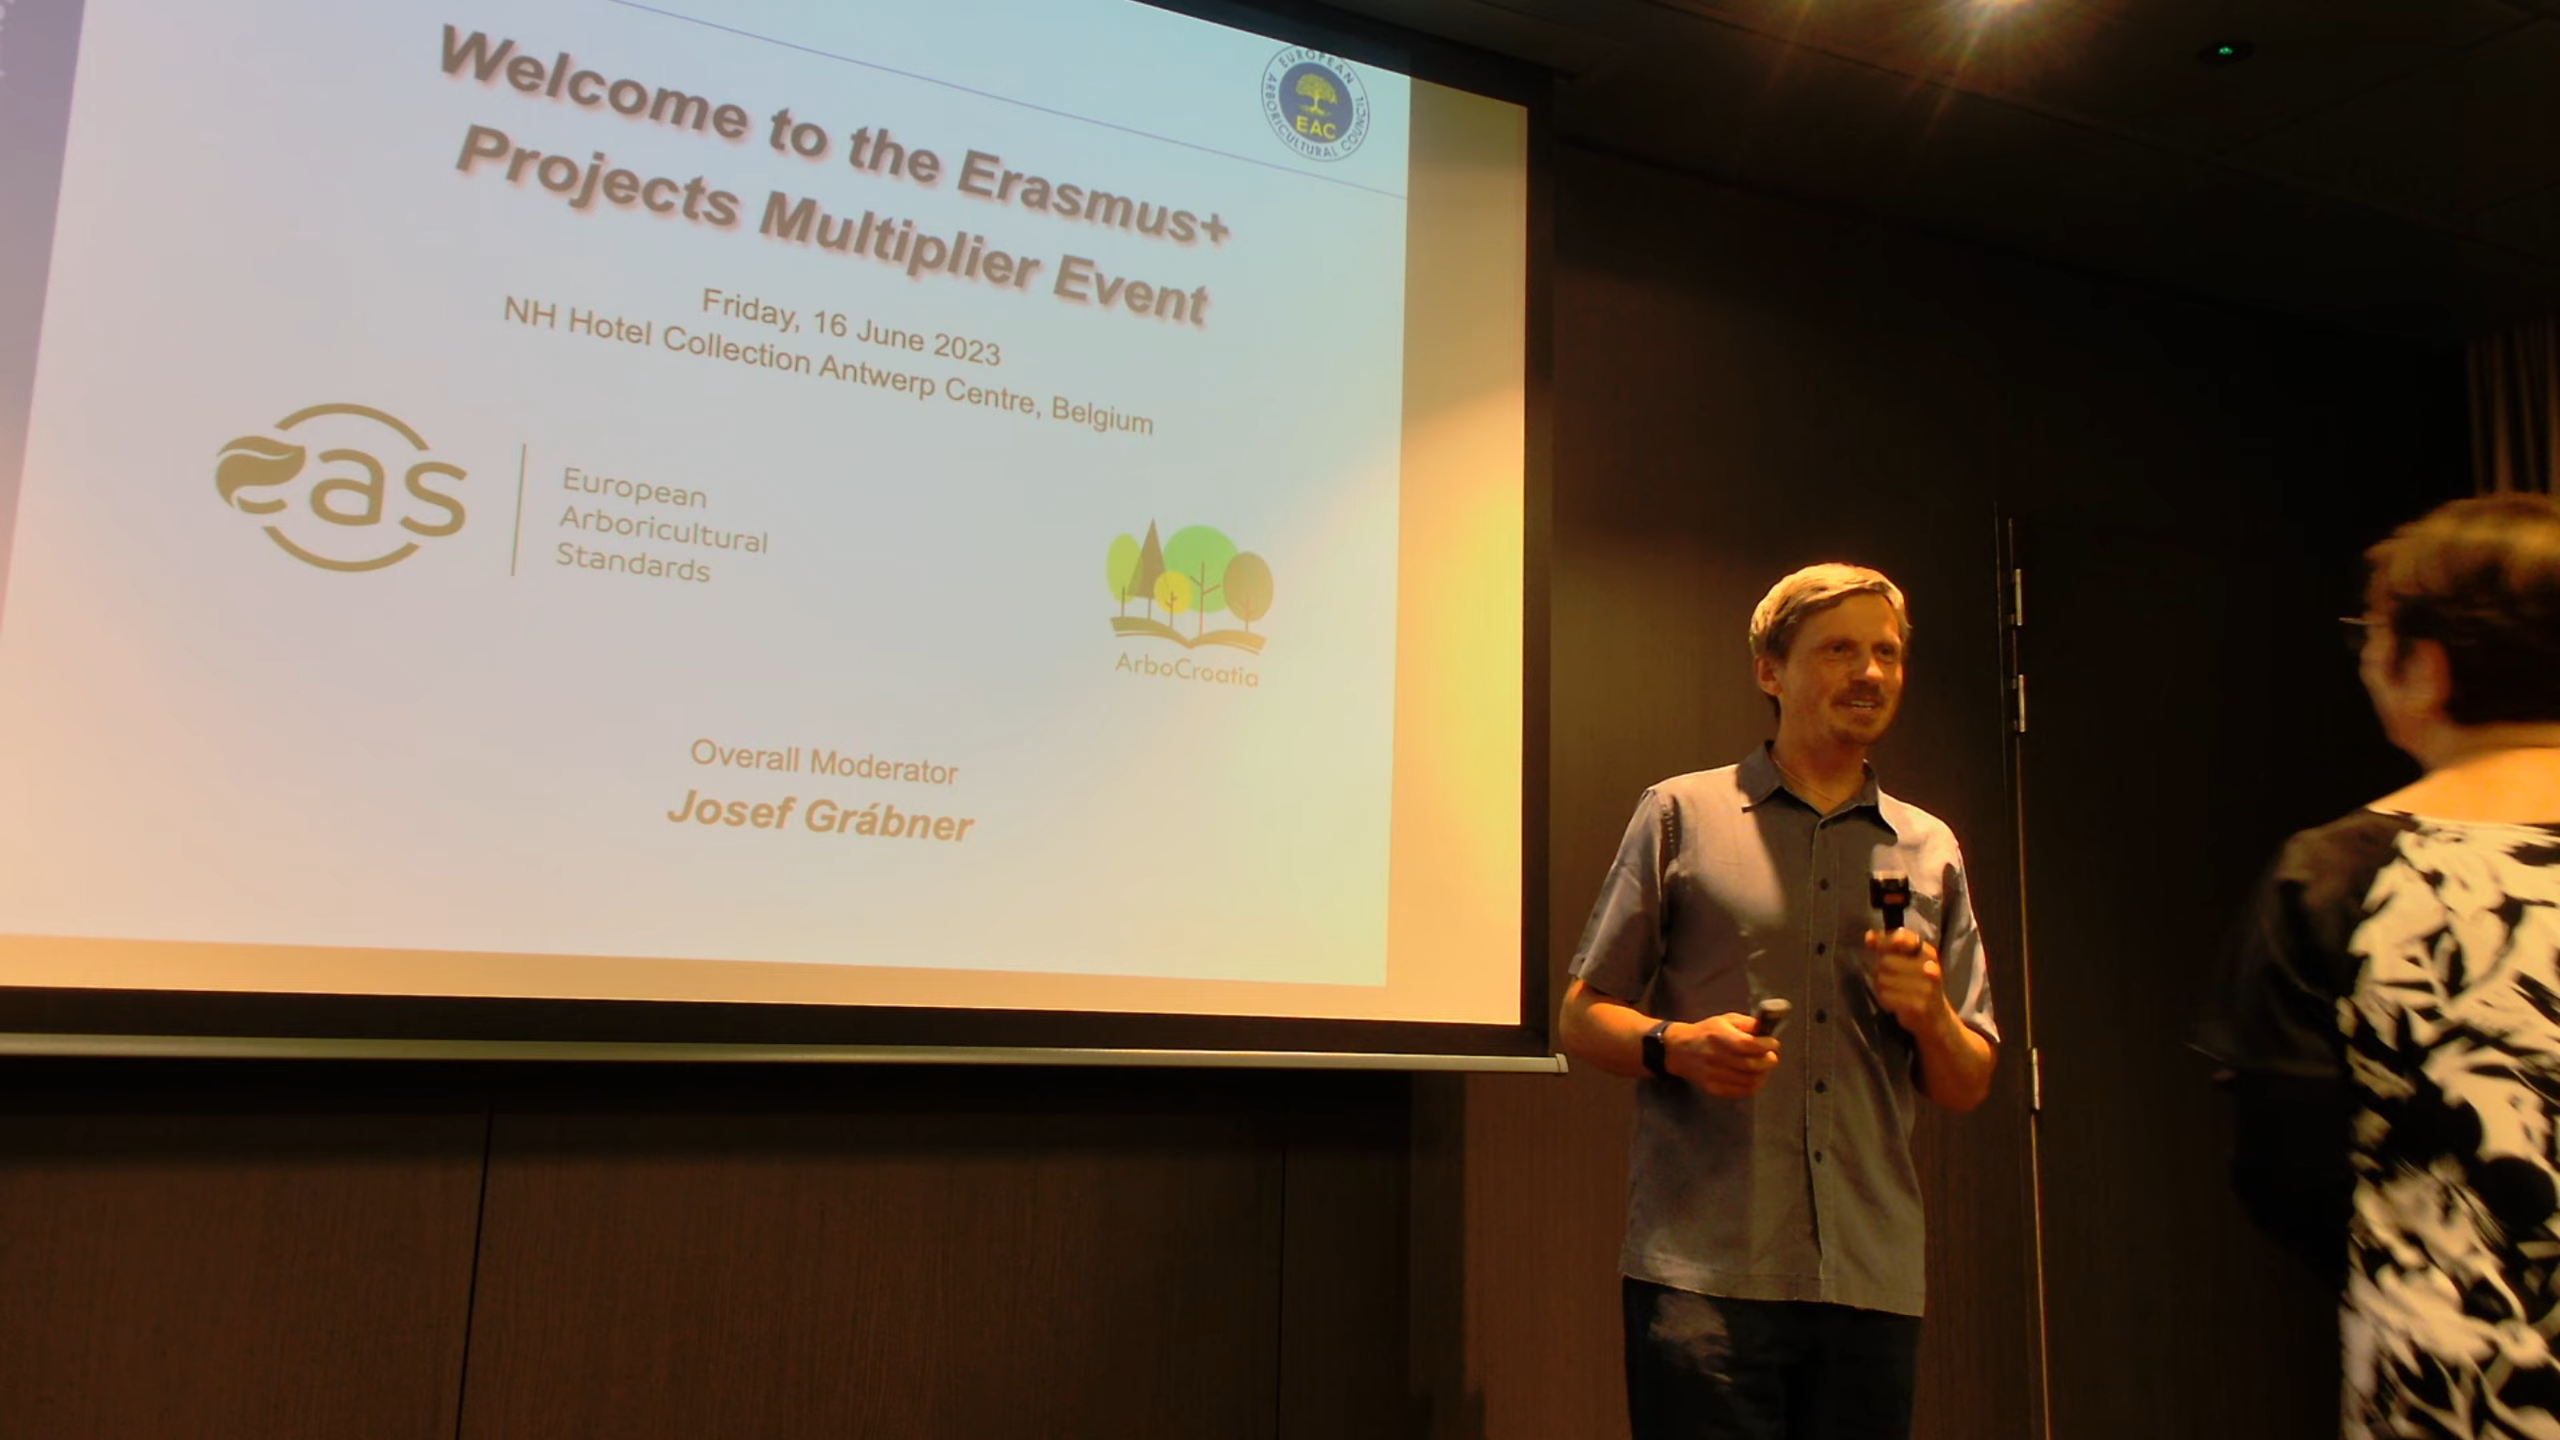 Welcome to the Erasmus+
Projects Multiplier Event
EUROPEAN
ARBORICULTURAL COUNCIL
EAC
Friday, 16 June 2023
NH Hotel Collection Antwerp Centre, Belgium
eas
European
Arboricultural
Standards
ArboCroatia
Overall Moderator
Josef Grábner